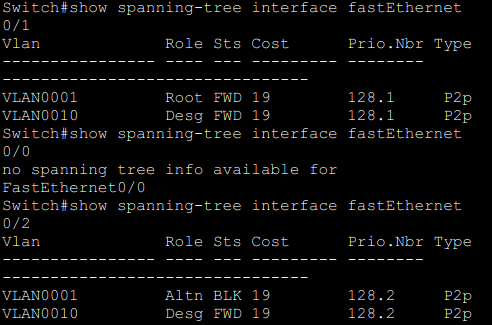 Switch#show spanning-tree interface fastEthernet
0/1
Vlan             Role Sts Cost      Prio.Nbr Type
---------------- ---- --- --------- --------
--------------------------------
VLAN0001         Root FWD 19        128.1    P2p
VLAN0010         Desg FWD 19        128.1    P2p
Switch#show spanning-tree interface fastEthernet
0/0
no spanning tree info available for
FastEthernet0/0
Switch#show spanning-tree interface fastEthernet
0/2
Vlan             Role Sts Cost      Prio.Nbr Type
---------------- ---- --- --------- --------
--------------------------------
VLAN0001         Altn BLK 19        128.2    P2p
VLAN0010         Desg FWD 19        128.2    P2p